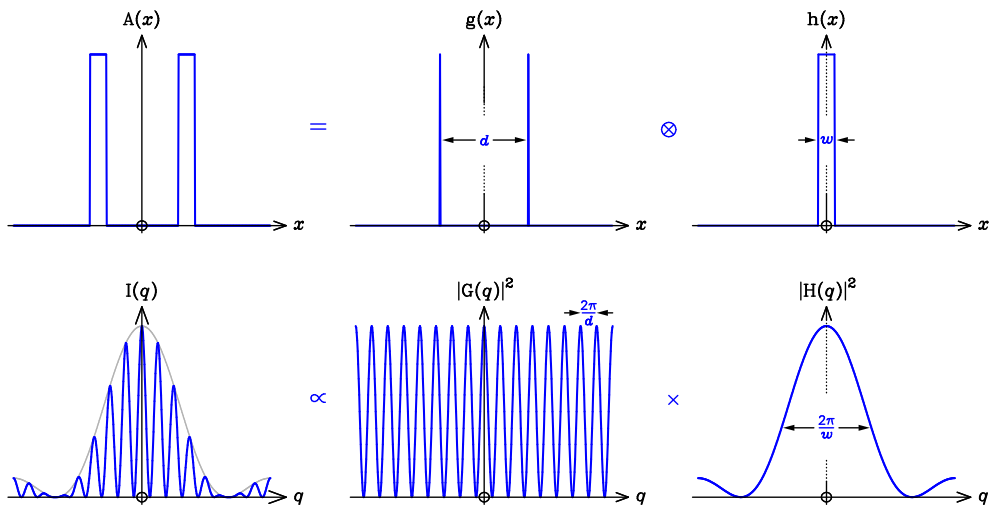 A(x) g(x) h(x)
= ⊗
d w
x x x
I(q) |G(q)|² |H(q)|²
2π/d
∝ ×
2π/w
q q q